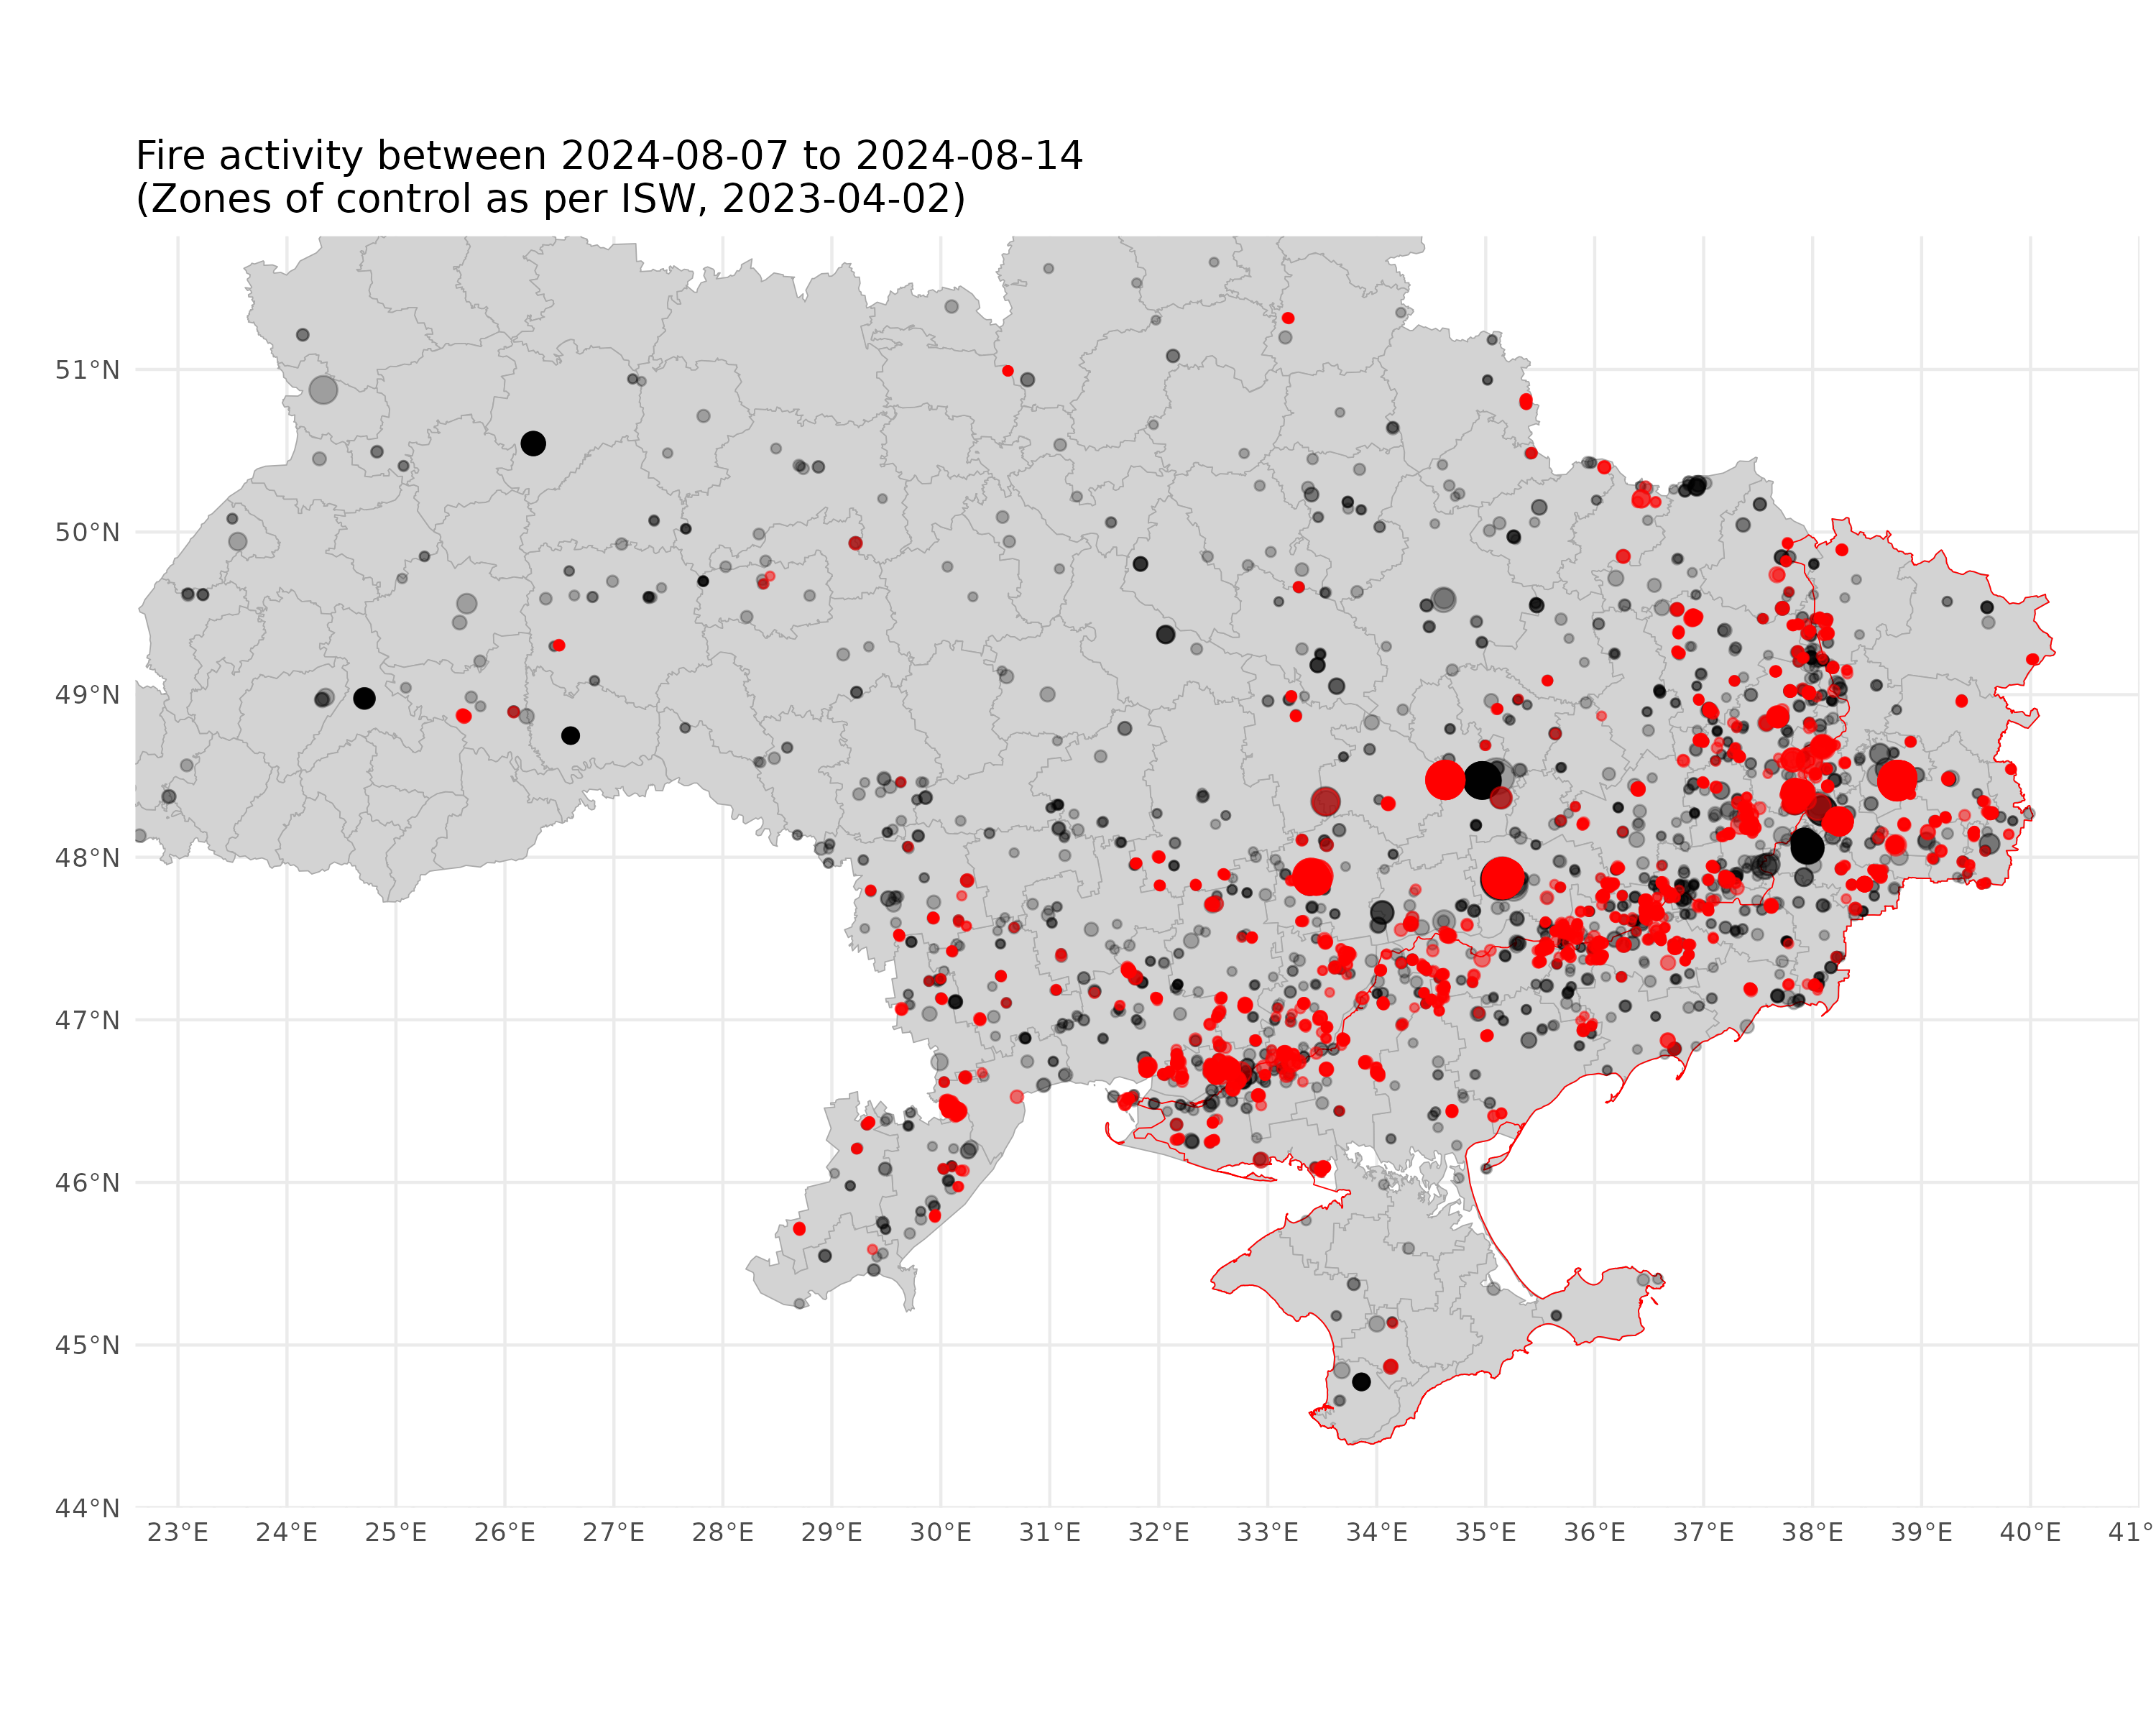 Fire activity between 2024-08-07 to 2024-08-14
(Zones of control as per ISW, 2023-04-02)
51°N
50°N
49°N
48°N
47°N
46°N
45°N
44°N
23°E 24°E 25°E 26°E 27°E 28°E 29°E 30°E 31°E 32°E 33°E 34°E 35°E 36°E 37°E 38°E 39°E 40°E 41°